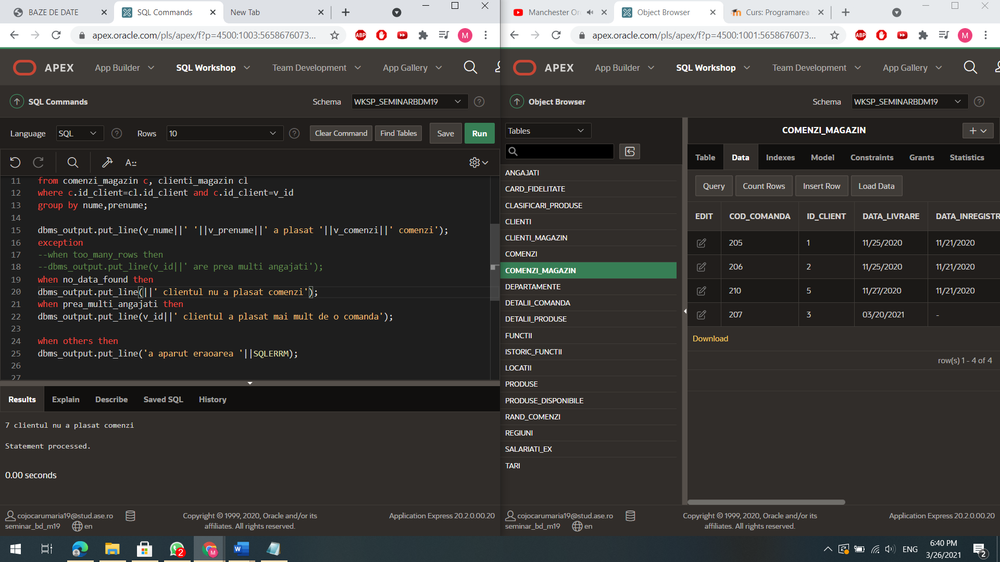 BAZE DE DATE
SQL Commands
New Tab
apex.oracle.com/pls/apex/f?p=4500:1003:5658676073...
ABP
M
APEX
App Builder
SQL Workshop
Team Development
App Gallery
SQL Commands
Schema
WKSP_SEMINARBDM19
Language
SQL
Rows
10
Clear Command
Find Tables
Save
Run
11 from comenzi_magazin c, clienti_magazin cl
12 where c.id_client=cl.id_client and c.id_client=v_id
13 group by nume,prenume;
14
15 dbms_output.put_line(v_nume||' '||v_prenume||' a plasat '||v_comenzi||' comenzi');
16 exception
17 --when too_many_rows then
18 --dbms_output.put_line(v_id||' are prea multi angajati');
19 when no_data_found then
20 dbms_output.put_line(||' clientul nu a plasat comenzi');
21 when prea_multi_angajati then
22 dbms_output.put_line(v_id||' clientul a plasat mai mult de o comanda');
23
24 when others then
25 dbms_output.put_line('a aparut eraoarea '||SQLERRM);
26
27
Results
Explain
Describe
Saved SQL
History
7 clientul nu a plasat comenzi
Statement processed.
0.00 seconds
cojocarumaria19@stud.ase.ro
seminar_bd_m19
en
Copyright © 1999, 2020, Oracle and/or its
affiliates. All rights reserved.
Application Express 20.2.0.00.20
Manchester Or
Object Browser
Curs: Programarea
apex.oracle.com/pls/apex/f?p=4500:1001:5658676073...
ABP
M
APEX
App Builder
SQL Workshop
Team Development
App Gallery
Object Browser
Schema
WKSP_SEMINARBDM19
Tables
ANGAJATI
CARD_FIDELITATE
CLASIFICARI_PRODUSE
CLIENTI
CLIENTI_MAGAZIN
COMENZI
COMENZI_MAGAZIN
DEPARTAMENTE
DETALII_COMANDA
DETALII_PRODUSE
FUNCTII
ISTORIC_FUNCTII
LOCATII
PRODUSE
PRODUSE_DISPONIBILE
RAND_COMENZI
REGIUNI
SALARIATI_EX
TARI
COMENZI_MAGAZIN
Table
Data
Indexes
Model
Constraints
Grants
Statistics
Query
Count Rows
Insert Row
Load Data
EDIT COD_COMANDA ID_CLIENT DATA_LIVRARE DATA_INREGISTR
205 1 11/25/2020 11/21/2020
206 2 11/25/2020 11/21/2020
210 5 11/27/2020 11/21/2020
207 3 03/20/2021 -
Download
row(s) 1 - 4 of 4
cojocarumaria19@stud.ase.ro
seminar_bd_m19
en
Copyright © 1999, 2020, Oracle and/or its
affiliates. All rights reserved.
Application Express 20.2.0.00.20
2
M
W
ENG
6:40 PM
3/26/2021
2